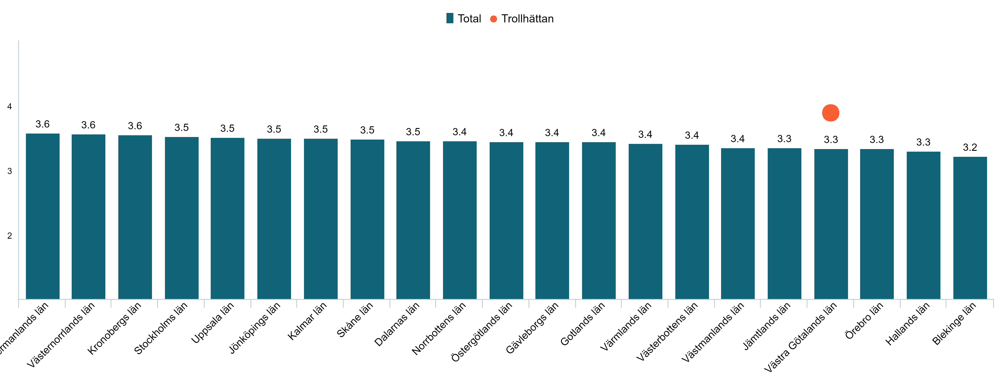 Total Trollhättan
4
3
2
3.6 3.6 3.6 3.5 3.5 3.5 3.5 3.5 3.5 3.4 3.4 3.4 3.4 3.4 3.4 3.4 3.3 3.3 3.3 3.3 3.2
ermanlands län
Västernorrlands län
Kronobergs län
Stockholms län
Uppsala län
Jönköpings län
Kalmar län
Skåne län
Dalarnas län
Norrbottens län
Östergötlands län
Gävleborgs län
Gotlands län
Värmlands län
Västerbottens län
Västmanlands län
Jämtlands län
Västra Götalands län
Örebro län
Hallands län
Blekinge län